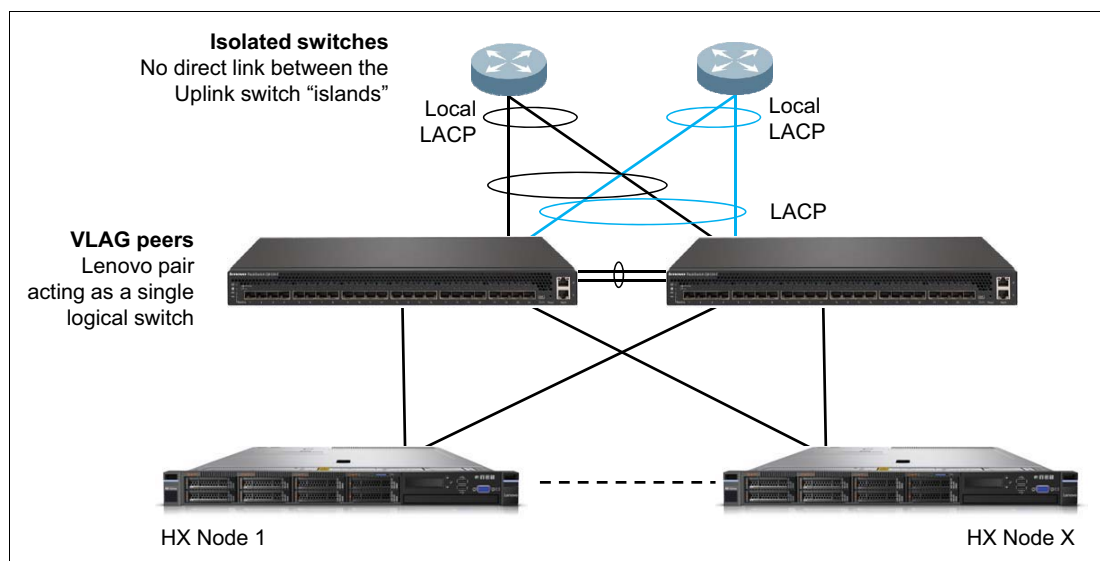 Isolated switches
No direct link between the
Uplink switch “islands”
Local
LACP
Local
LACP
LACP
VLAG peers
Lenovo pair
acting as a single
logical switch
HX Node 1
HX Node X